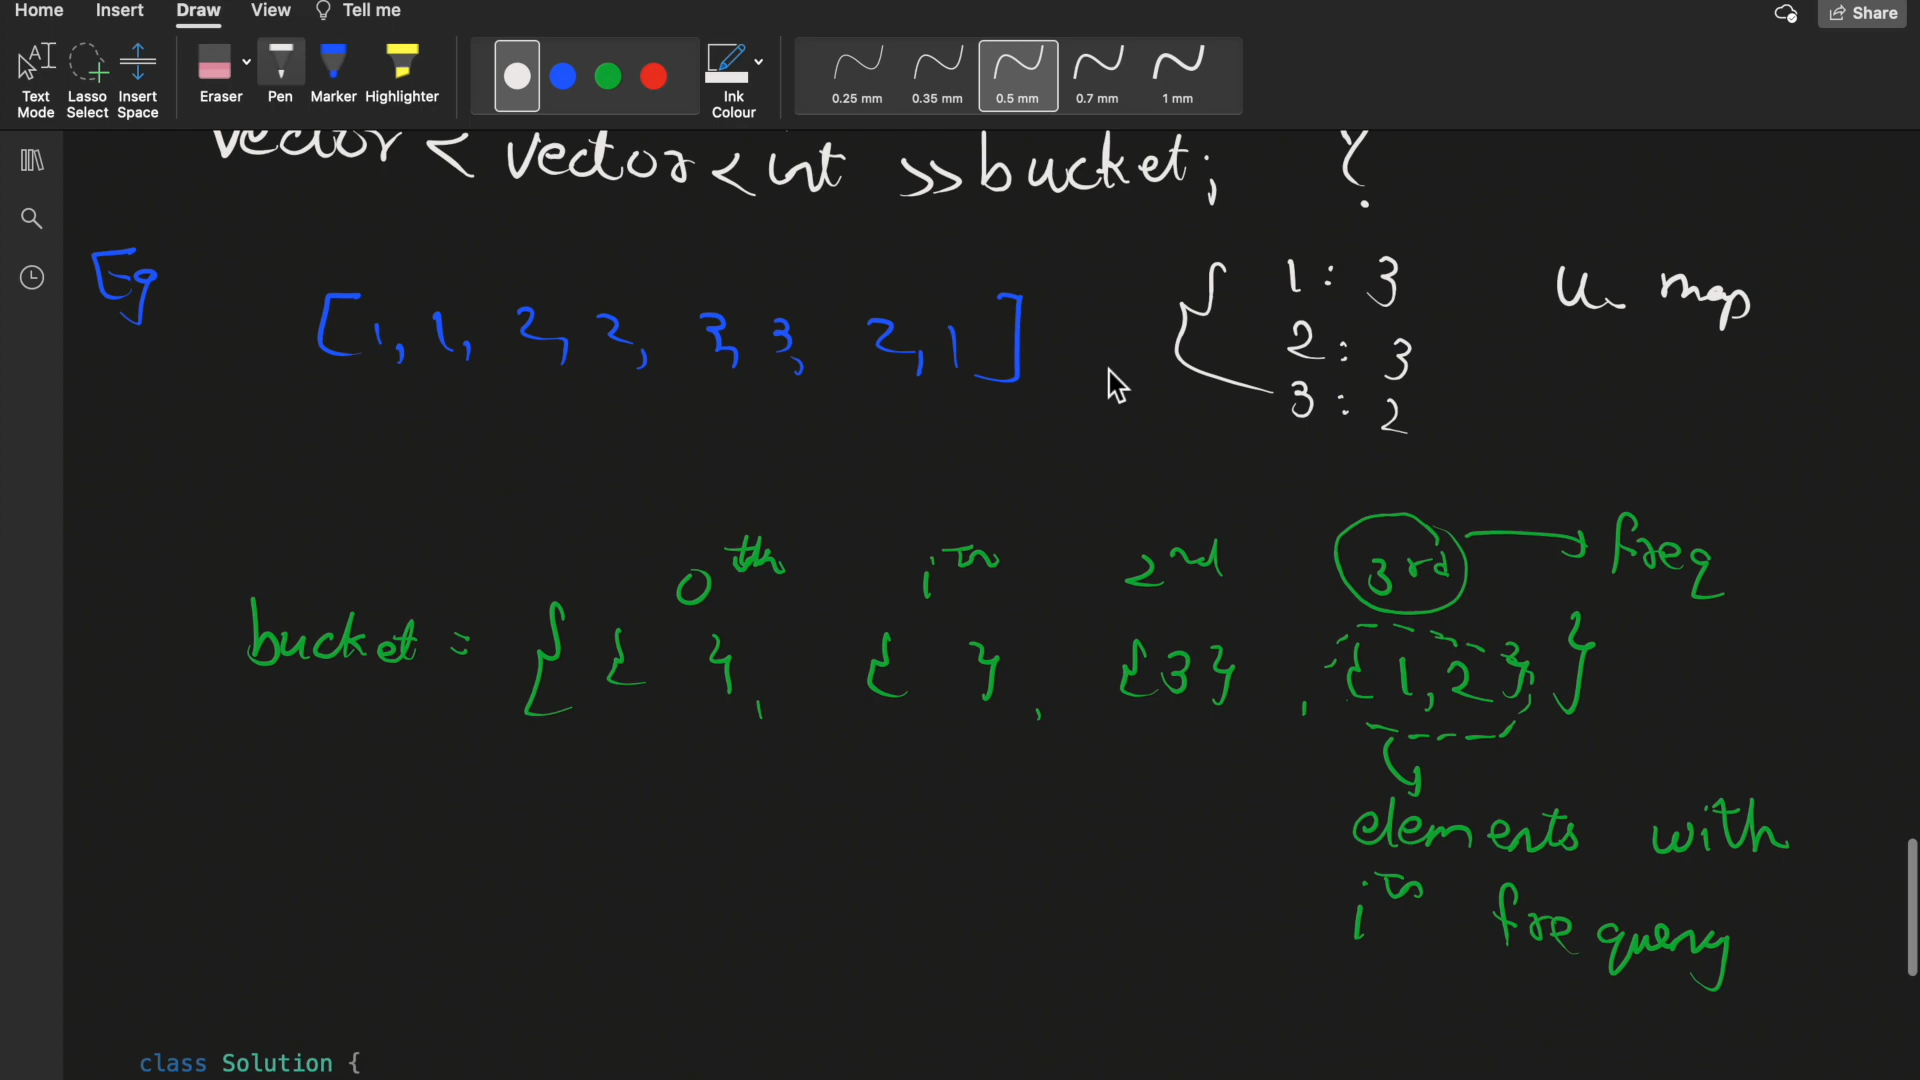 Home Insert Draw View Tell me Share
Text Mode Lasso Select Insert Space Eraser Pen Marker Highlighter Ink Colour 0.25 mm 0.35 mm 0.5 mm 0.7 mm 1 mm
vector < vector < int >> bucket; ?
Eg [1, 1, 2, 2, 3, 3, 2, 1]
{ 1 : 3
2 : 3
3 : 2
U map
0th 1th 2nd 3rd → freq
bucket = { { }, { }, {3}, {1,2}, }
elements with
ith frequency
class Solution {